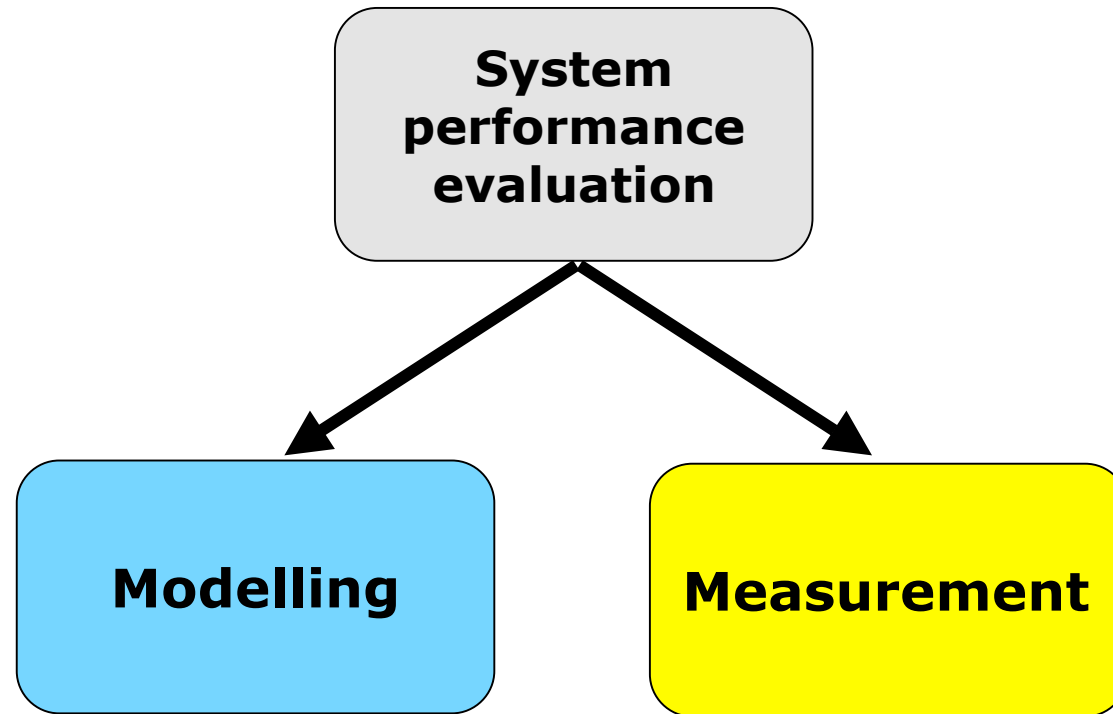 System
performance
evaluation
Modelling
Measurement